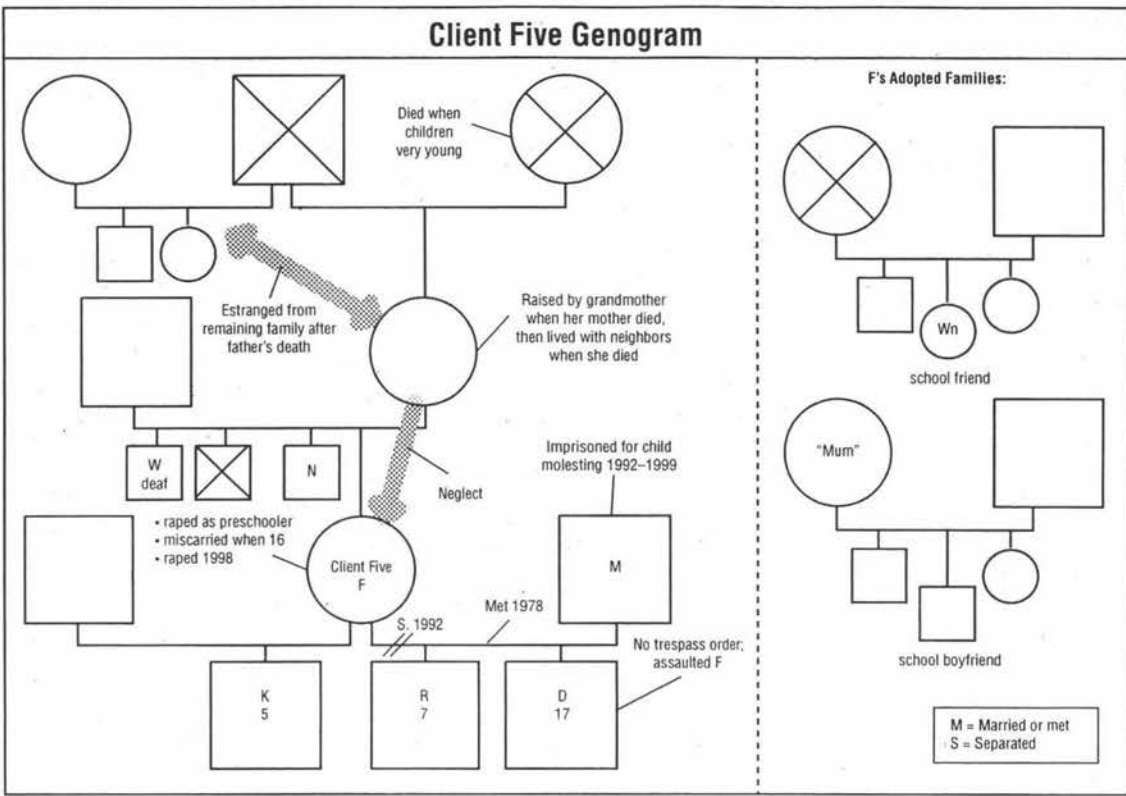 Client Five Genogram
Died when
children
very young
Estranged from
remaining family after
father's death
Raised by grandmother
when her mother died,
then lived with neighbors
when she died
W
deaf
N
Neglect
Imprisoned for child
molesting 1992–1999
• raped as preschooler
• miscarried when 16
• raped 1998
Client Five
F
M
Met 1978
S. 1992
No trespass order;
assaulted F
K
5
R
7
D
17
F's Adopted Families:
Wn
school friend
"Mum"
school boyfriend
M = Married or met
S = Separated